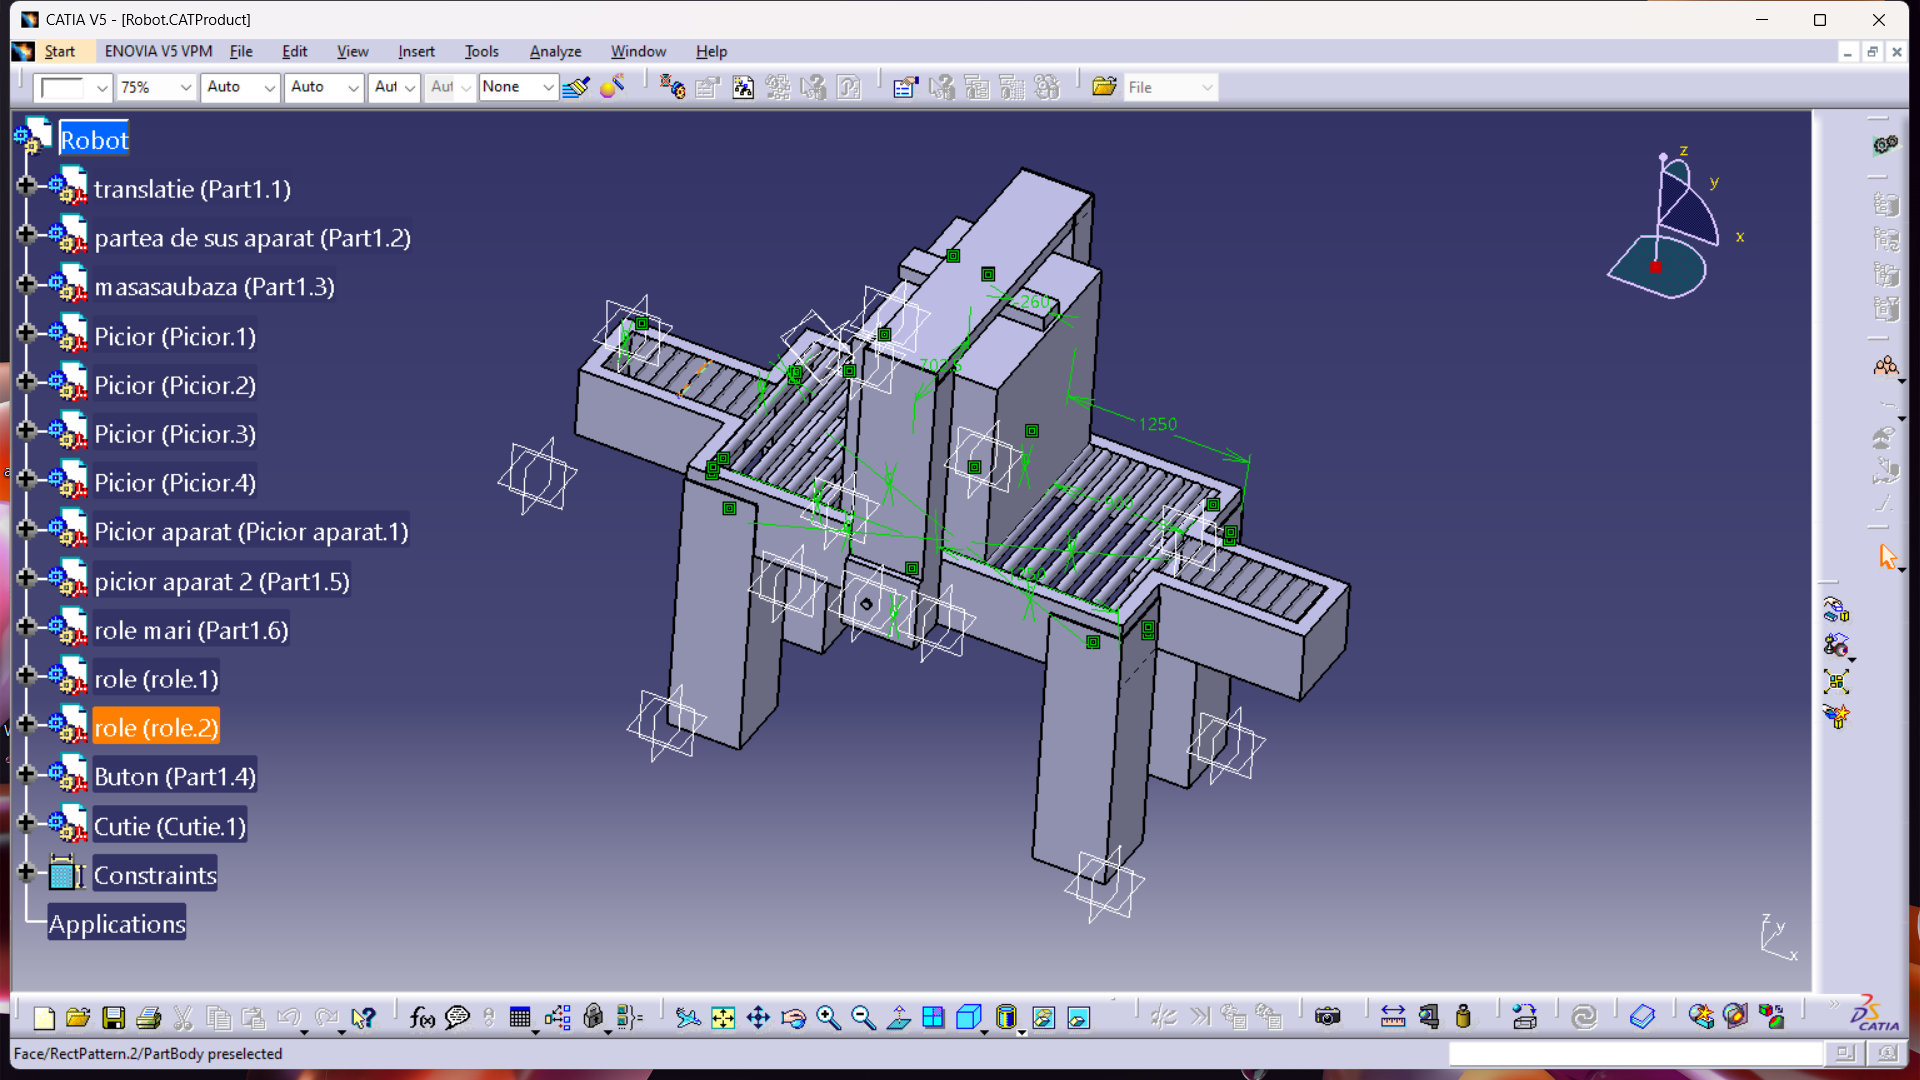 CATIA V5 - [Robot.CATProduct]
Start ENOVIA V5 VPM File Edit View Insert Tools Analyze Window Help
75% Auto Auto Aut Aut None File
Robot
translatie (Part1.1)
partea de sus aparat (Part1.2)
masasaubaza (Part1.3)
Picior (Picior.1)
Picior (Picior.2)
Picior (Picior.3)
Picior (Picior.4)
Picior aparat (Picior aparat.1)
picior aparat 2 (Part1.5)
role mari (Part1.6)
role (role.1)
role (role.2)
Buton (Part1.4)
Cutie (Cutie.1)
Constraints
Applications
z
y
x
260
1250
z
y
x
f(x)
CATIA
Face/RectPattern.2/PartBody preselected